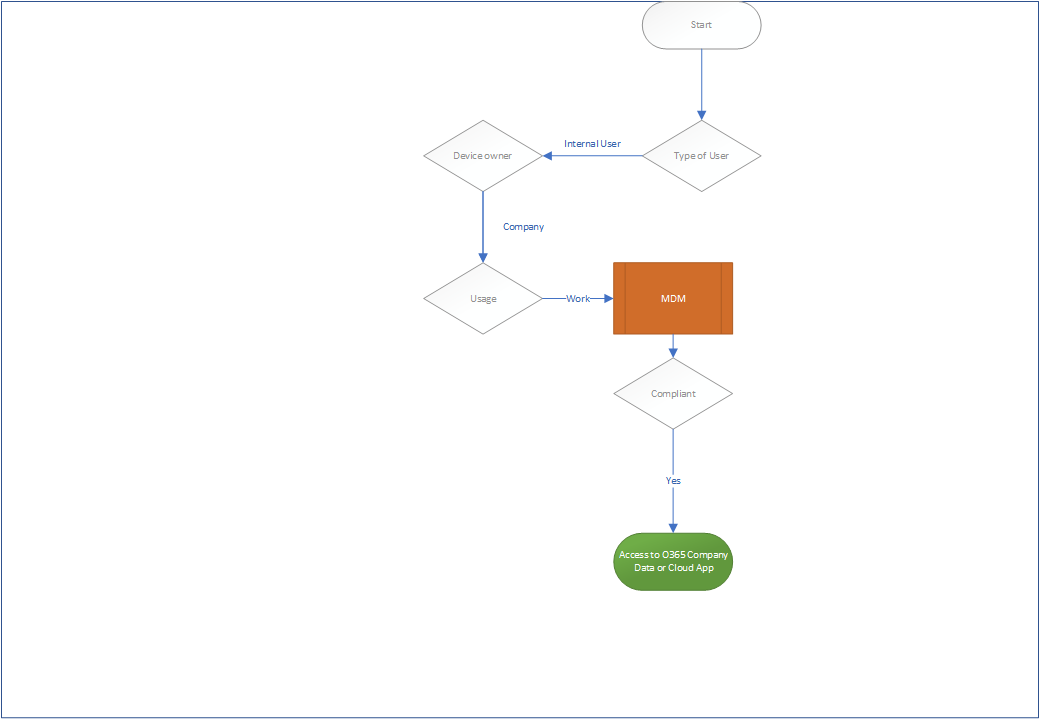 Start
Type of User
Internal User
Device owner
Company
Usage
Work
MDM
Compliant
Yes
Access to O365 Company
Data or Cloud App